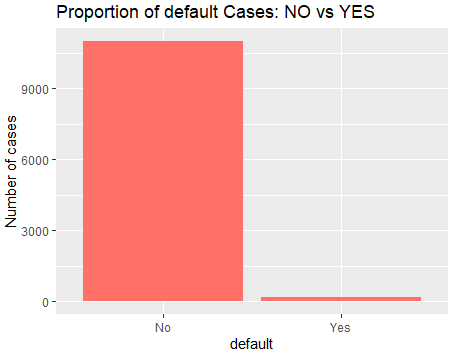 Proportion of default Cases: NO vs YES
Number of cases
9000
6000
3000
0
No
Yes
default